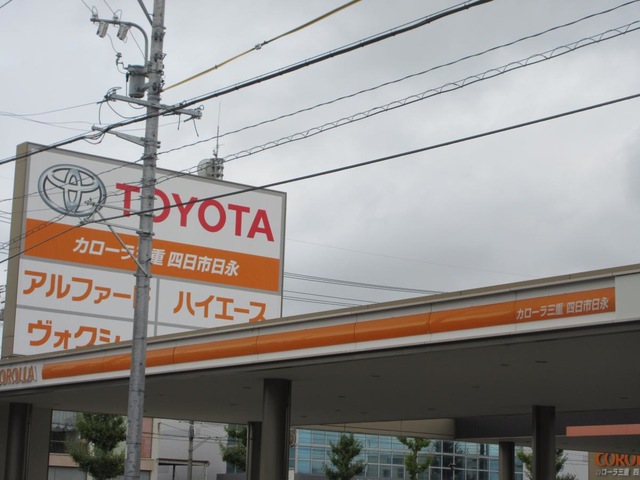 TOYOTA
カローラ三重 四日市日永
アルファード ハイエース
ヴォクシー
カローラ三重 四日市日永
COROLLA